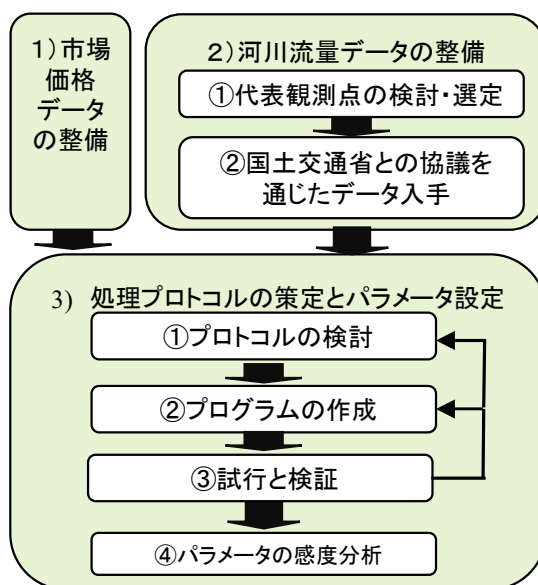 1)市場
価格
データ
の整備
2)河川流量データの整備
①代表観測点の検討・選定
②国土交通省との協議を
通じたデータ入手
3) 処理プロトコルの策定とパラメータ設定
①プロトコルの検討
②プログラムの作成
③試行と検証
④パラメータの感度分析